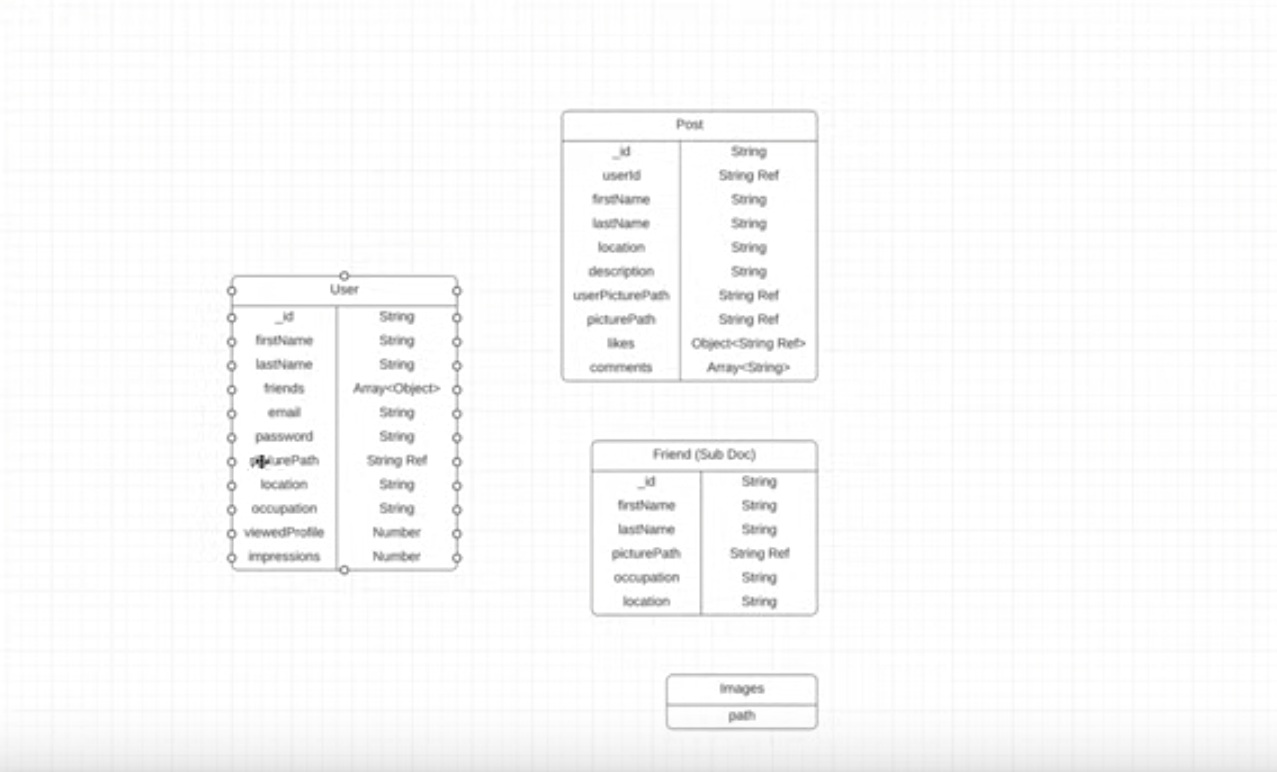 Post
_id String
userId String Ref
firstName String
lastName String
location String
description String
userPicturePath String Ref
picturePath String Ref
likes Object<String Ref>
comments Array<String>
User
_id String
firstName String
lastName String
friends Array<Object>
email String
password String
picturePath String Ref
location String
occupation String
viewedProfile Number
impressions Number
Friend (Sub Doc)
_id String
firstName String
lastName String
picturePath String Ref
occupation String
location String
Images
path